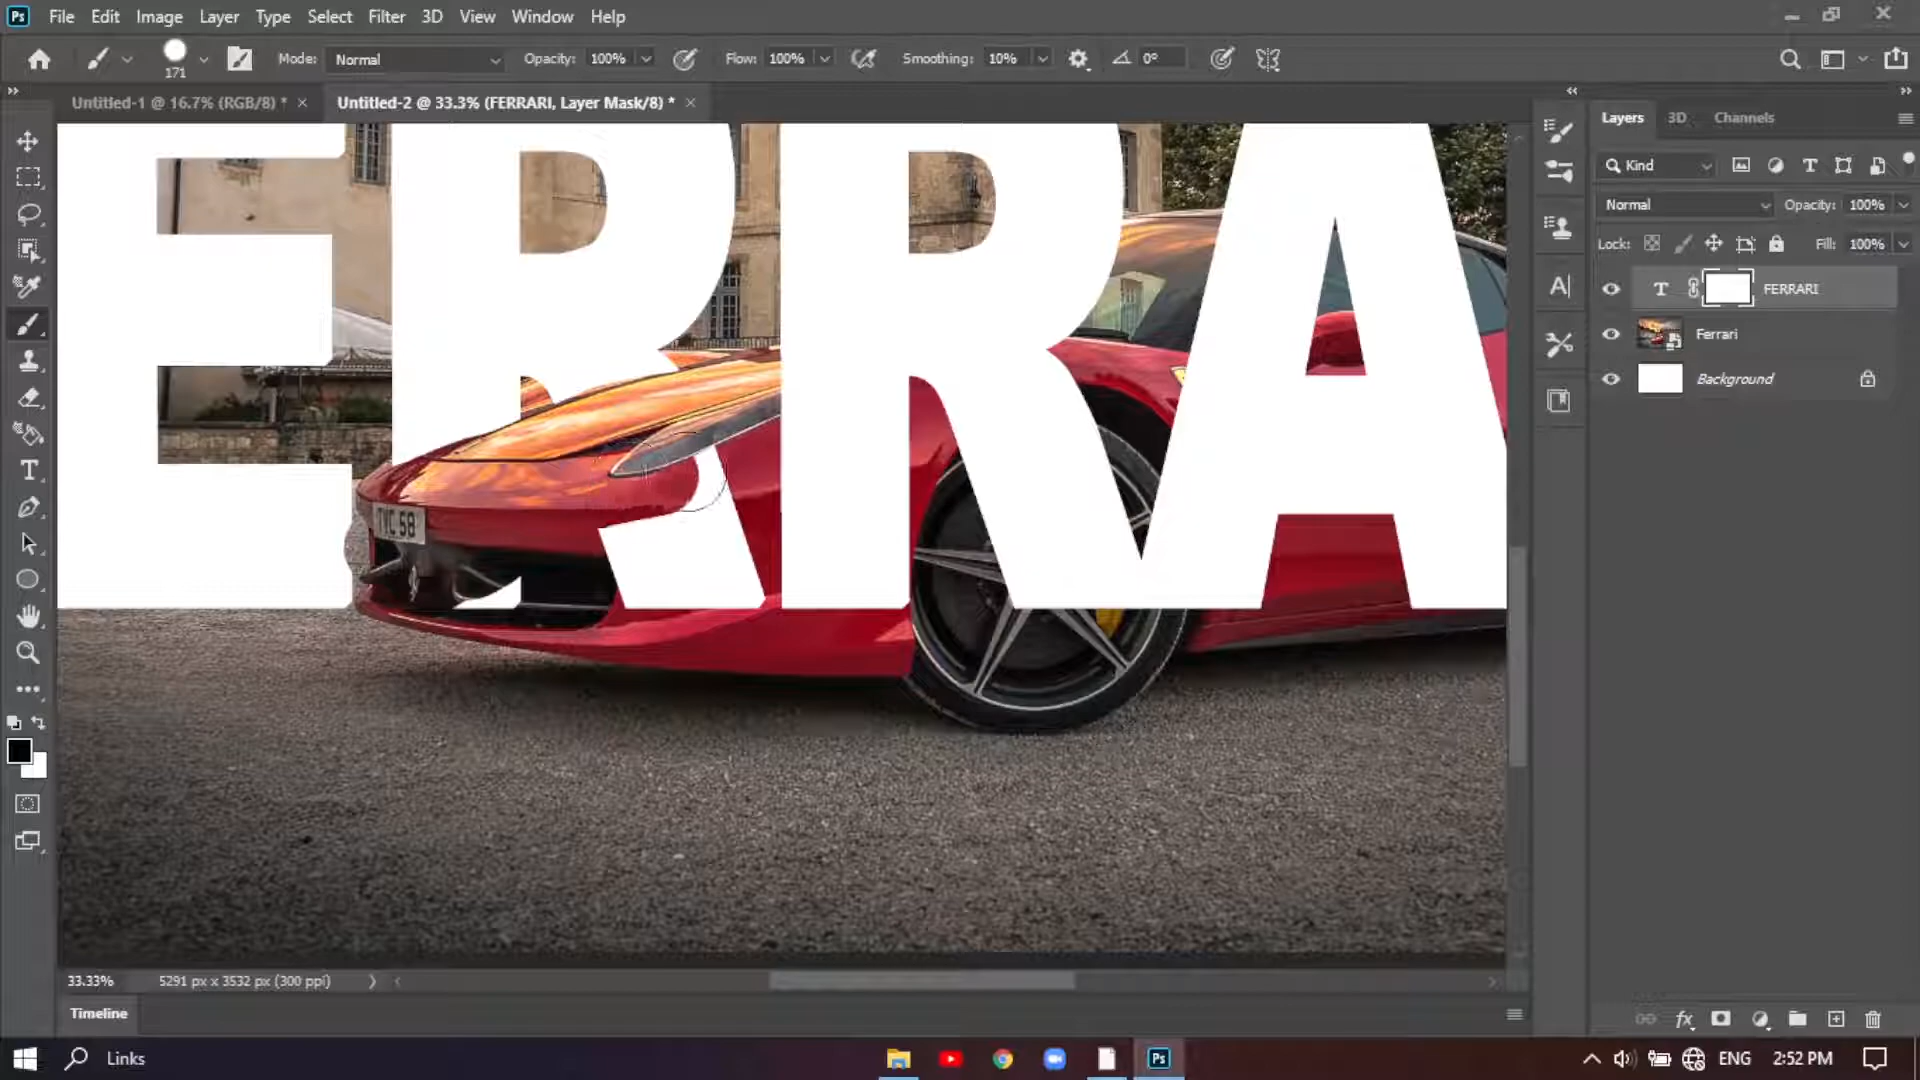 Ps File Edit Image Layer Type Select Filter 3D View Window Help
171 Mode: Normal Opacity: 100% Flow: 100% Smoothing: 10% 0°
Untitled-1 @ 16.7% (RGB/8) * × Untitled-2 @ 33.3% (FERRARI, Layer Mask/8) * ×
Layers 3D Channels
Kind
Normal Opacity: 100%
Lock: Fill: 100%
FERRARI
Ferrari
Background
ERRA
33.33% 5291 px x 3532 px (300 ppi)
Timeline
fx
Links
Ps
ENG 2:52 PM